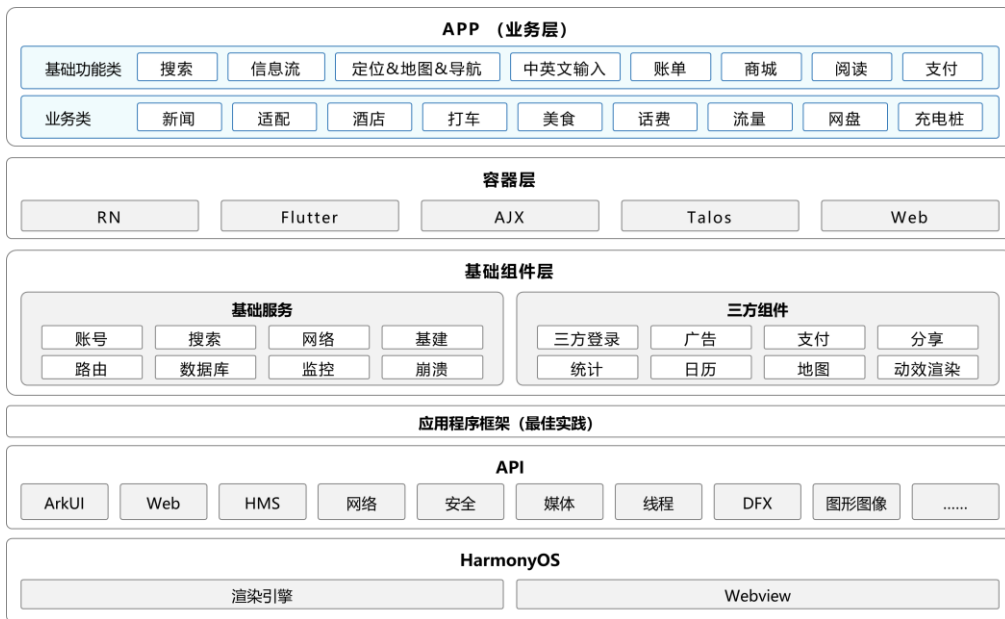 APP （业务层）
基础功能类 搜索 信息流 定位&地图&导航 中英文输入 账单 商城 阅读 支付
业务类 新闻 适配 酒店 打车 美食 话费 流量 网盘 充电桩
容器层
RN Flutter AJX Talos Web
基础组件层
基础服务 三方组件
账号 搜索 网络 基建 三方登录 广告 支付 分享
路由 数据库 监控 崩溃 统计 日历 地图 动效渲染
应用程序框架（最佳实践）
API
ArkUI Web HMS 网络 安全 媒体 线程 DFX 图形图像 ......
HarmonyOS
渲染引擎 Webview